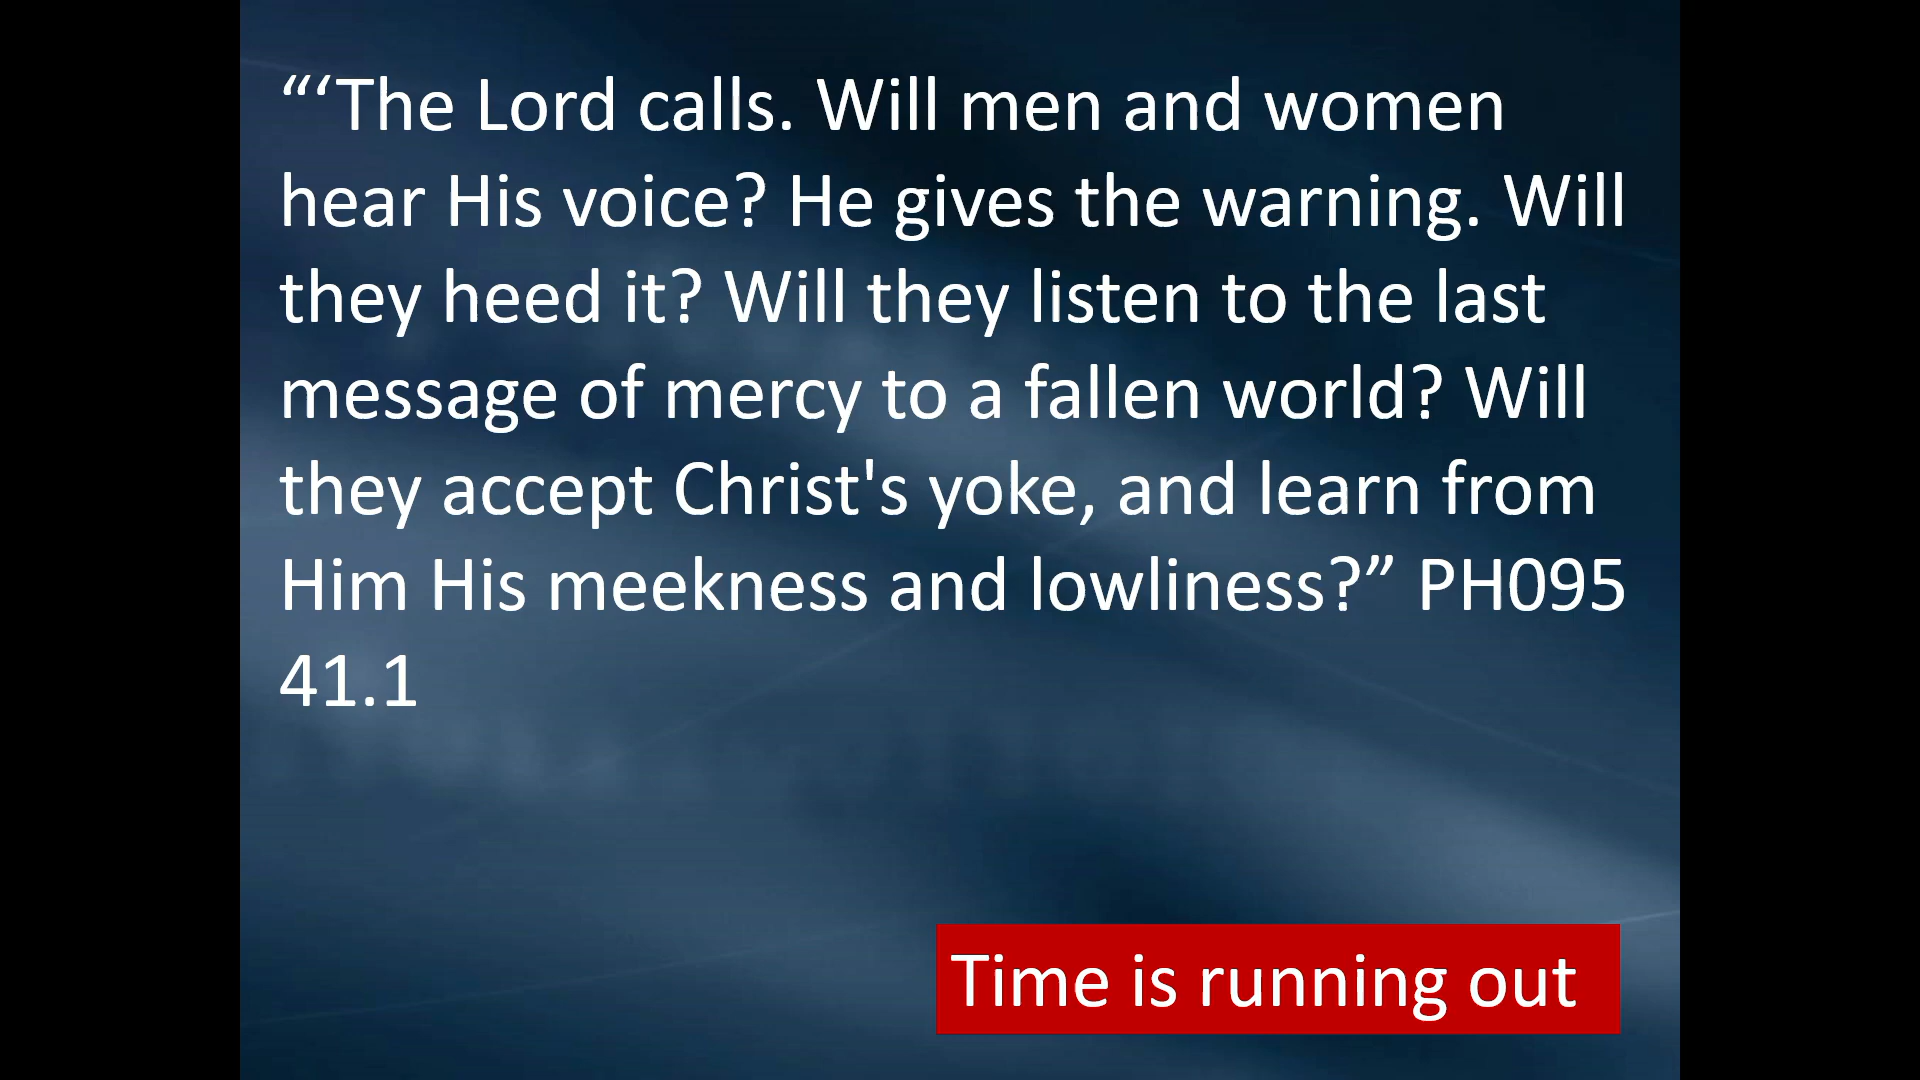 “‘The Lord calls. Will men and women
hear His voice? He gives the warning. Will
they heed it? Will they listen to the last
message of mercy to a fallen world? Will
they accept Christ's yoke, and learn from
Him His meekness and lowliness?” PH095
41.1
Time is running out